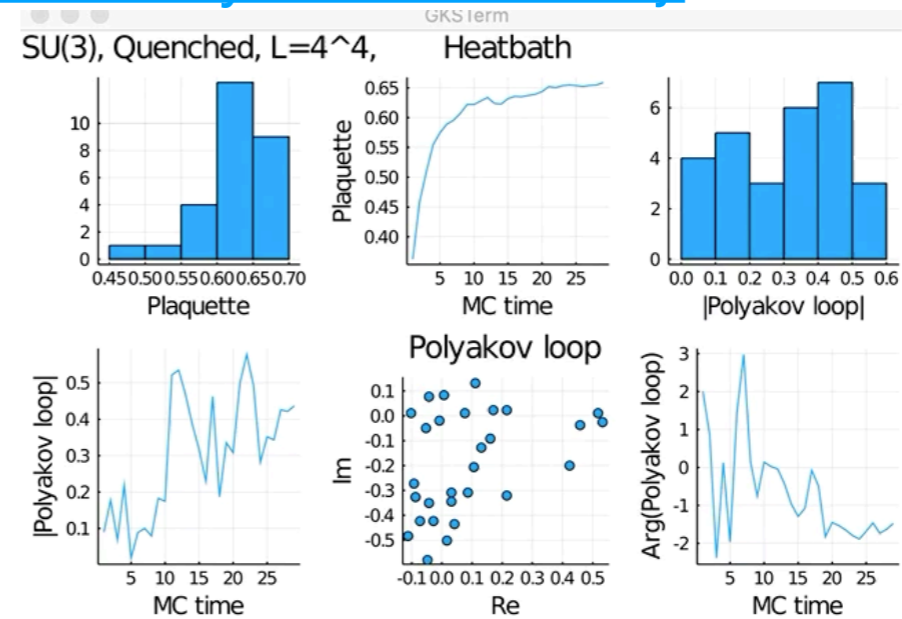 GKSTerm
SU(3), Quenched, L=4^4, Heatbath
10
8
6
4
2
0
0.45 0.50 0.55 0.60 0.65 0.70
Plaquette
Plaquette
0.65
0.60
0.55
0.50
0.45
0.40
5 10 15 20 25
MC time
6
4
2
0
0.0 0.1 0.2 0.3 0.4 0.5 0.6
|Polyakov loop|
|Polyakov loop|
0.5
0.4
0.3
0.2
0.1
5 10 15 20 25
MC time
Polyakov loop
Im
0.1
0.0
-0.1
-0.2
-0.3
-0.4
-0.5
-0.1 0.0 0.1 0.2 0.3 0.4 0.5
Re
Arg(Polyakov loop)
3
2
1
0
-1
-2
5 10 15 20 25
MC time